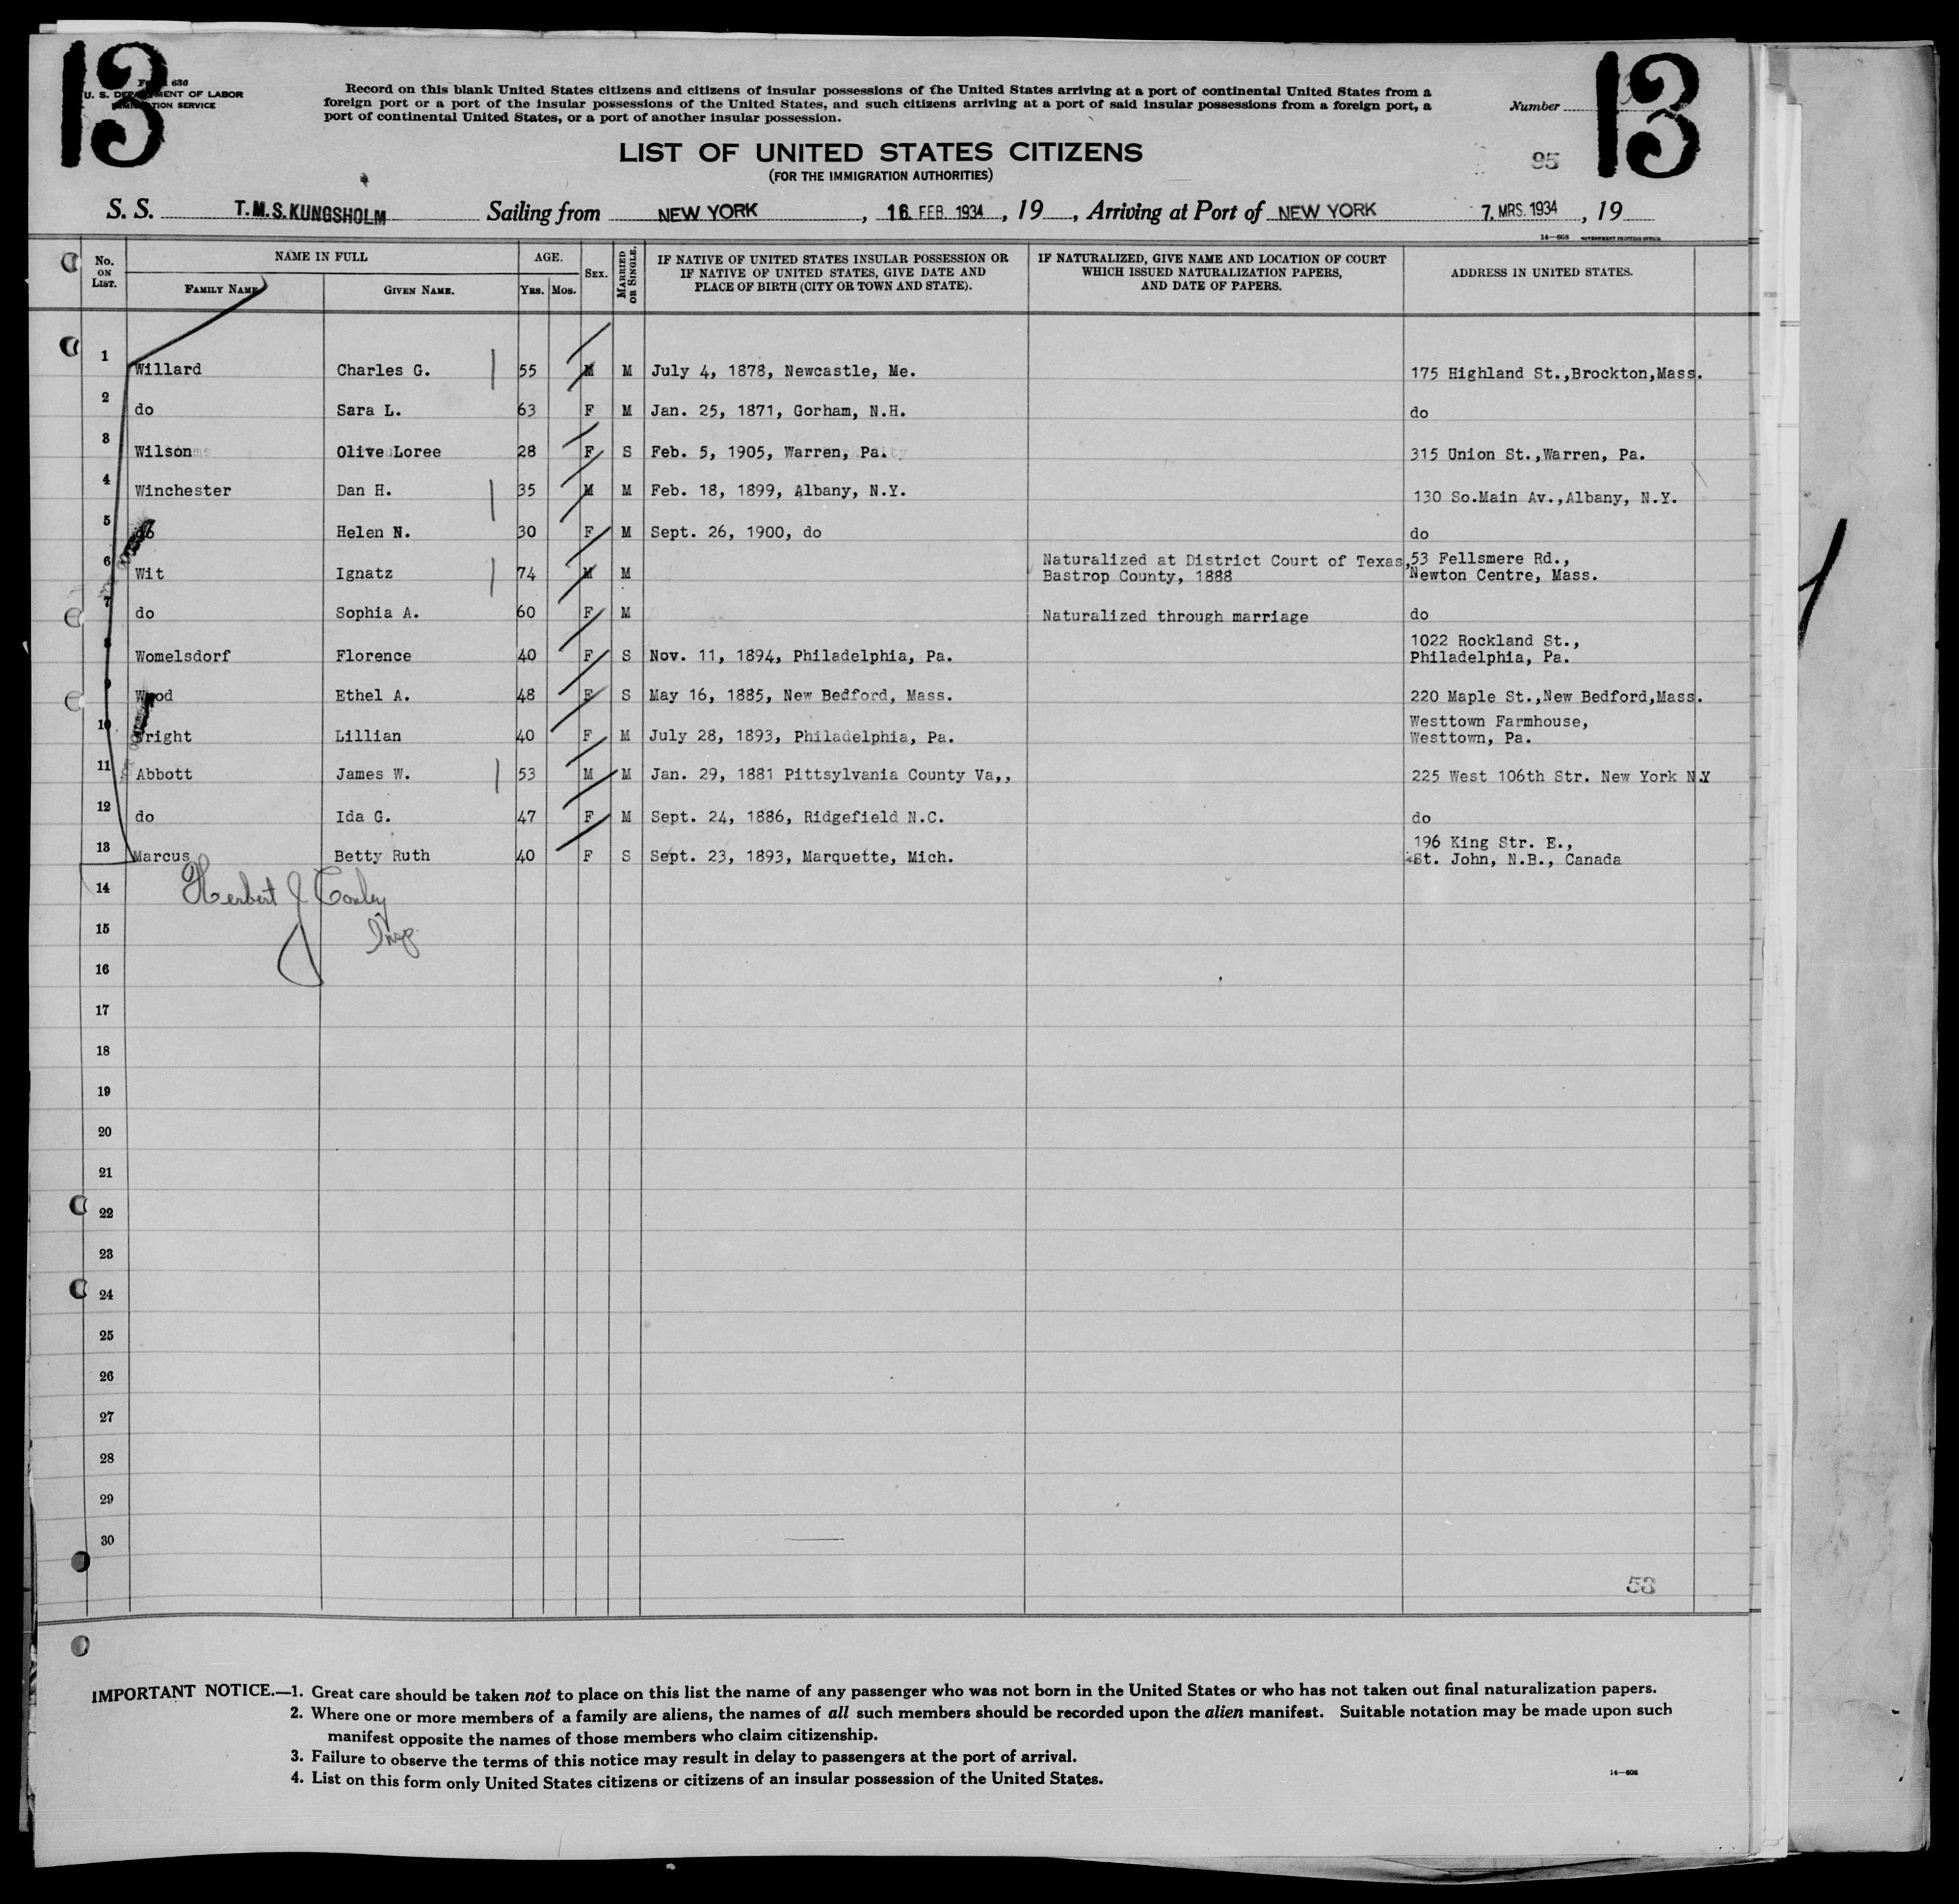 13
13
Form 630
U. S. DEPARTMENT OF LABOR
IMMIGRATION SERVICE
Record on this blank United States citizens and citizens of insular possessions of the United States arriving at a port of continental United States from a
foreign port or a port of the insular possessions of the United States, and such citizens arriving at a port of said insular possessions from a foreign port, a
port of continental United States, or a port of another insular possession.
Number
LIST OF UNITED STATES CITIZENS
(FOR THE IMMIGRATION AUTHORITIES)
95
S. S. T.M.S.KUNGSHOLM Sailing from NEW YORK, 16. FEB. 1934, 19, Arriving at Port of NEW YORK 7. MRS. 1934, 19
14—608 GOVERNMENT PRINTING OFFICE
No. ON LIST. NAME IN FULL FAMILY NAME GIVEN NAME. AGE. YRS. MOS. SEX. MARRIED OR SINGLE. IF NATIVE OF UNITED STATES INSULAR POSSESSION OR IF NATIVE OF UNITED STATES, GIVE DATE AND PLACE OF BIRTH (CITY OR TOWN AND STATE). IF NATURALIZED, GIVE NAME AND LOCATION OF COURT WHICH ISSUED NATURALIZATION PAPERS, AND DATE OF PAPERS. ADDRESS IN UNITED STATES.
1 Willard Charles G. 55 M M July 4, 1878, Newcastle, Me. 175 Highland St.,Brockton,Mass.
2 do Sara L. 63 F M Jan. 25, 1871, Gorham, N.H. do
3 Wilson Olive Loree 28 F S Feb. 5, 1905, Warren, Pa. 315 Union St.,Warren, Pa.
4 Winchester Dan H. 35 M M Feb. 18, 1899, Albany, N.Y. 130 So.Main Av.,Albany, N.Y.
5 do Helen N. 30 F M Sept. 26, 1900, do do
6 Wit Ignatz 74 M M Naturalized at District Court of Texas, 53 Fellsmere Rd.,
Bastrop County, 1888 Newton Centre, Mass.
7 do Sophia A. 60 F M Naturalized through marriage do
8 Womelsdorf Florence 40 F S Nov. 11, 1894, Philadelphia, Pa. 1022 Rockland St.,
Philadelphia, Pa.
9 Wood Ethel A. 48 F S May 16, 1885, New Bedford, Mass. 220 Maple St.,New Bedford,Mass.
10 Wright Lillian 40 F M July 28, 1893, Philadelphia, Pa. Westtown Farmhouse,
Westtown, Pa.
11 Abbott James W. 53 M M Jan. 29, 1881 Pittsylvania County Va,, 225 West 106th Str. New York N.Y
12 do Ida G. 47 F M Sept. 24, 1886, Ridgefield N.C. do
13 Marcus Betty Ruth 40 F S Sept. 23, 1893, Marquette, Mich. 196 King Str. E.,
St. John, N.B., Canada
14 Herbert J Conley
15 Insp.
16
17
18
19
20
21
22
23
24
25
26
27
28
29
30
53
IMPORTANT NOTICE.—1. Great care should be taken not to place on this list the name of any passenger who was not born in the United States or who has not taken out final naturalization papers.
2. Where one or more members of a family are aliens, the names of all such members should be recorded upon the alien manifest. Suitable notation may be made upon such
manifest opposite the names of those members who claim citizenship.
3. Failure to observe the terms of this notice may result in delay to passengers at the port of arrival.
4. List on this form only United States citizens or citizens of an insular possession of the United States.
14—608